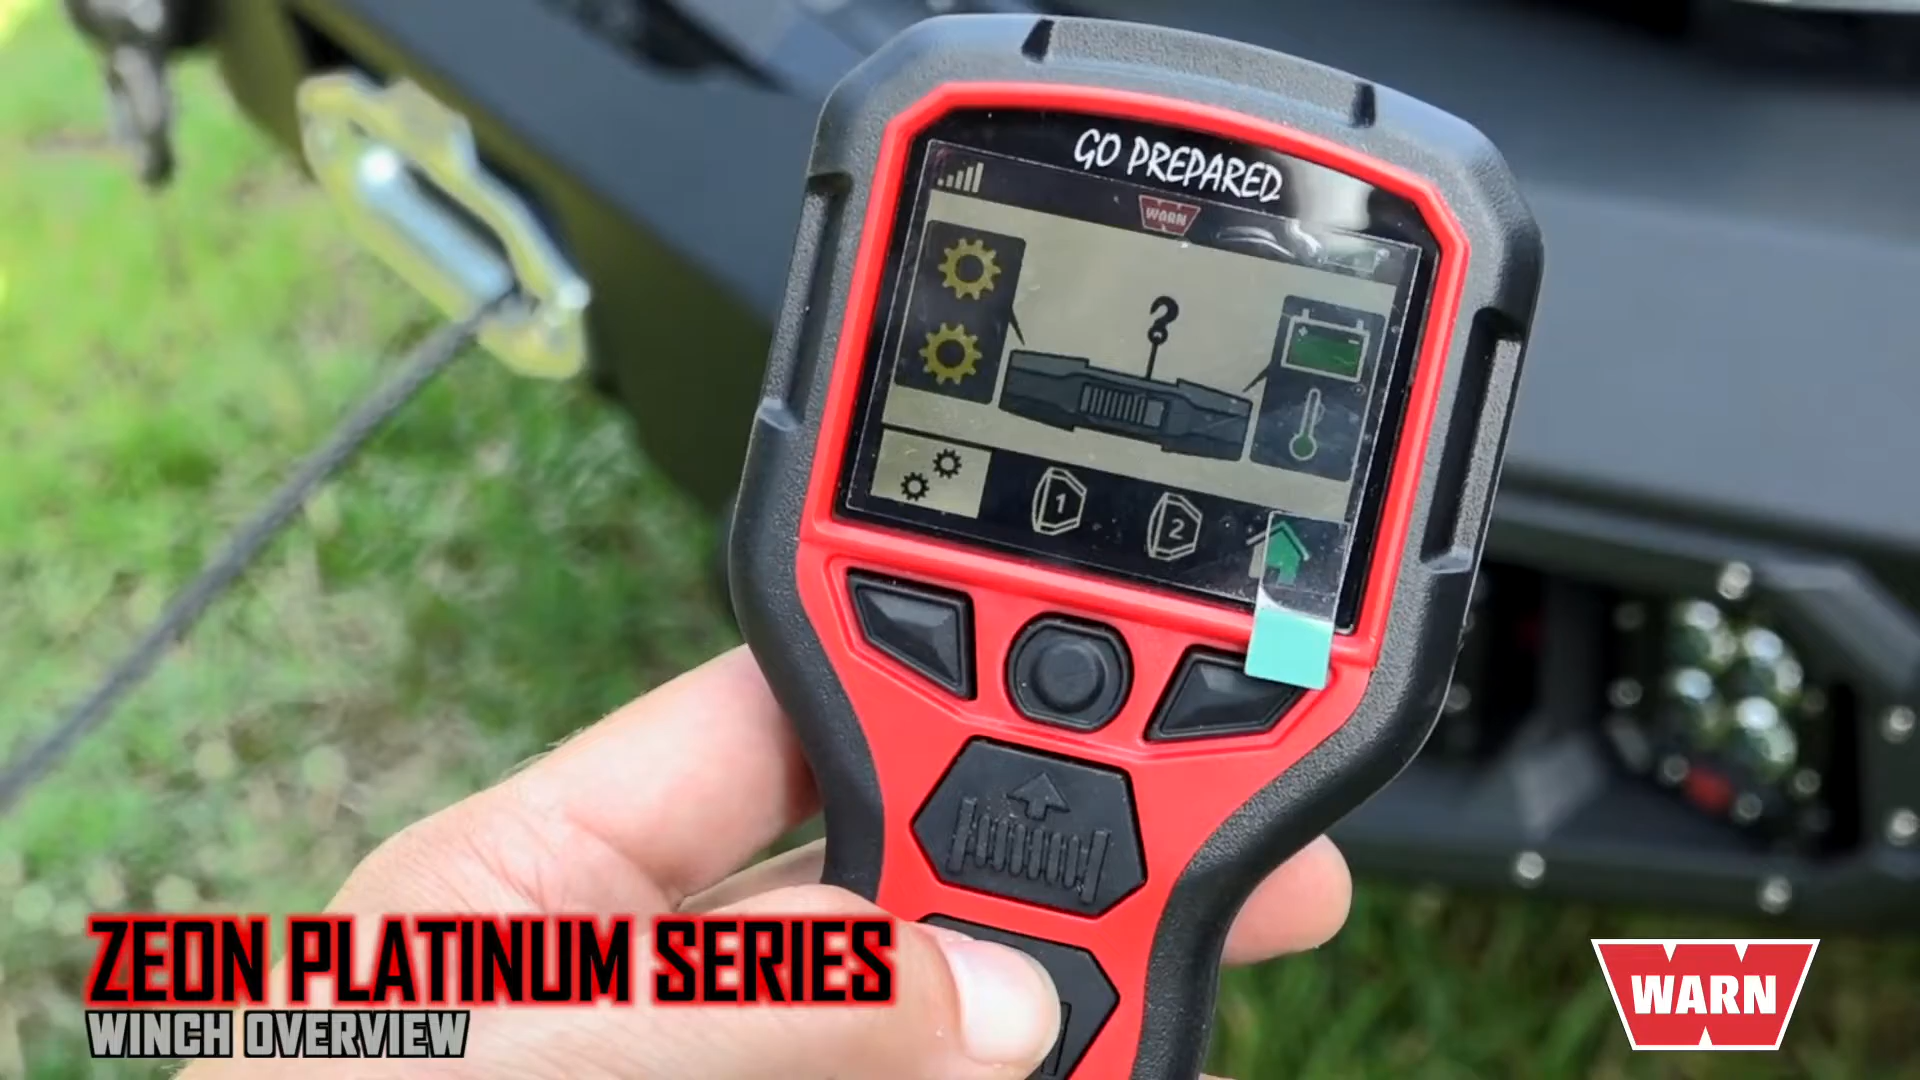 GO PREPARED
WARN
1
2
ZEON PLATINUM SERIES
WINCH OVERVIEW
WARN